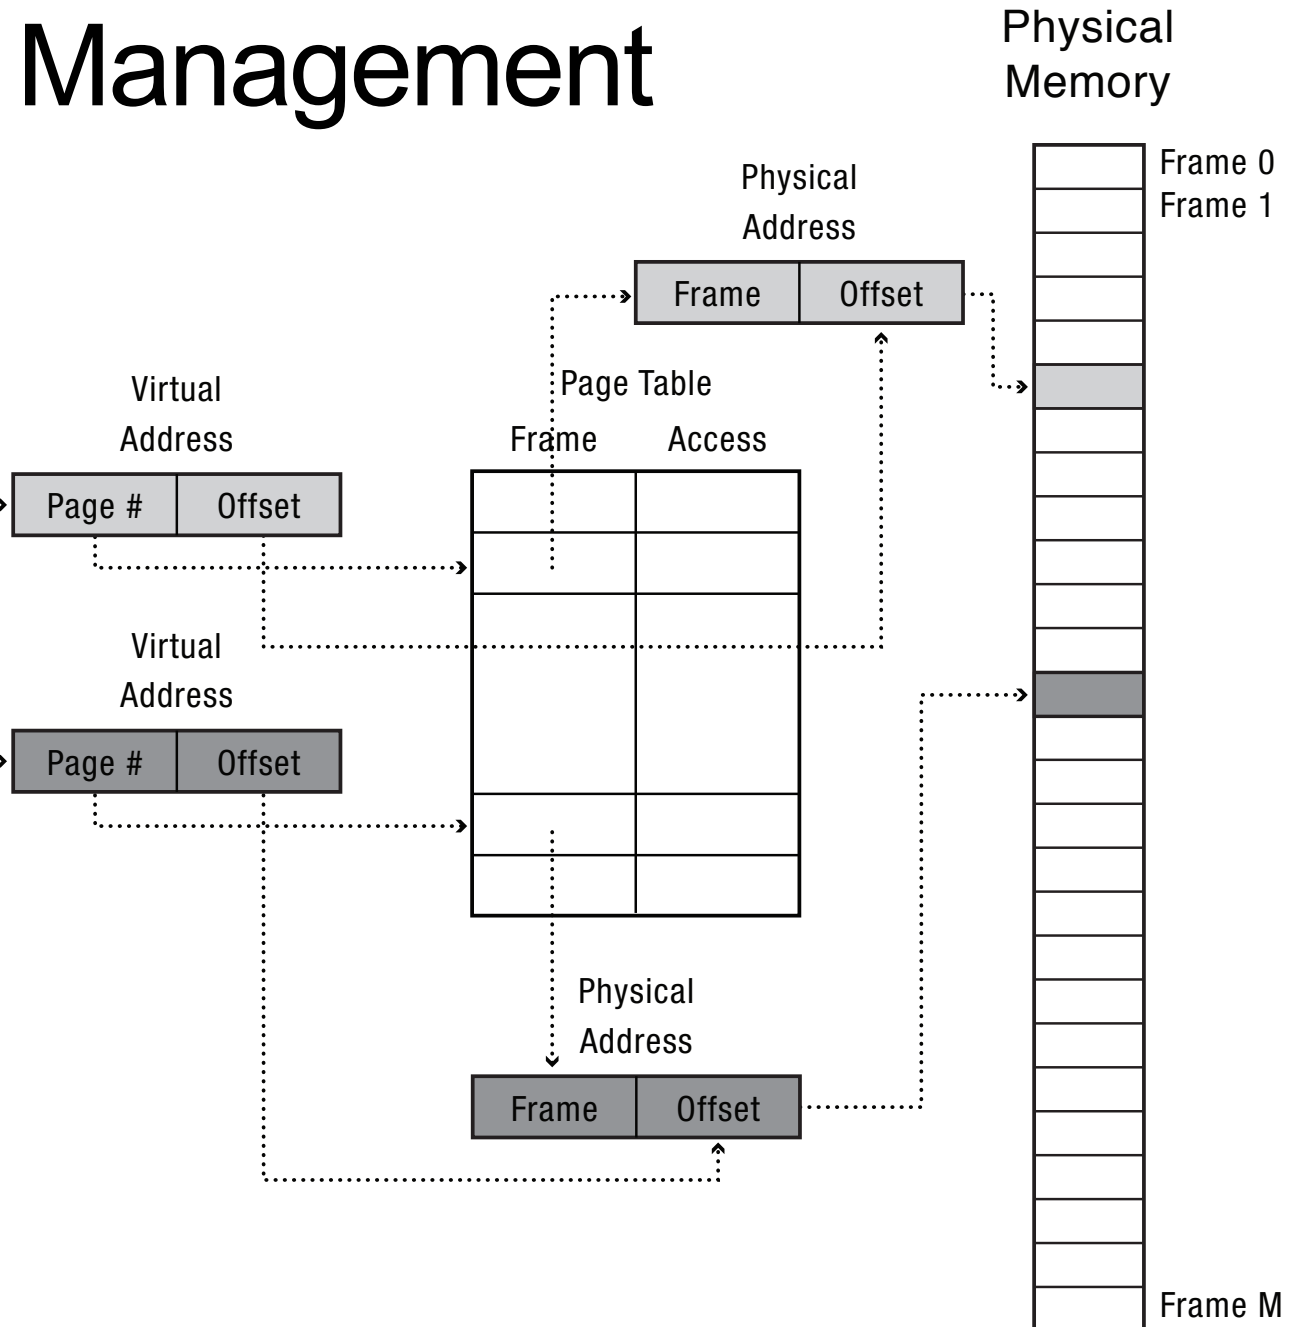 Management
Physical
Memory
Frame 0
Frame 1
Physical
Address
Frame Offset
Page Table
Frame Access
Virtual
Address
Page # Offset
Virtual
Address
Page # Offset
Physical
Address
Frame Offset
Frame M